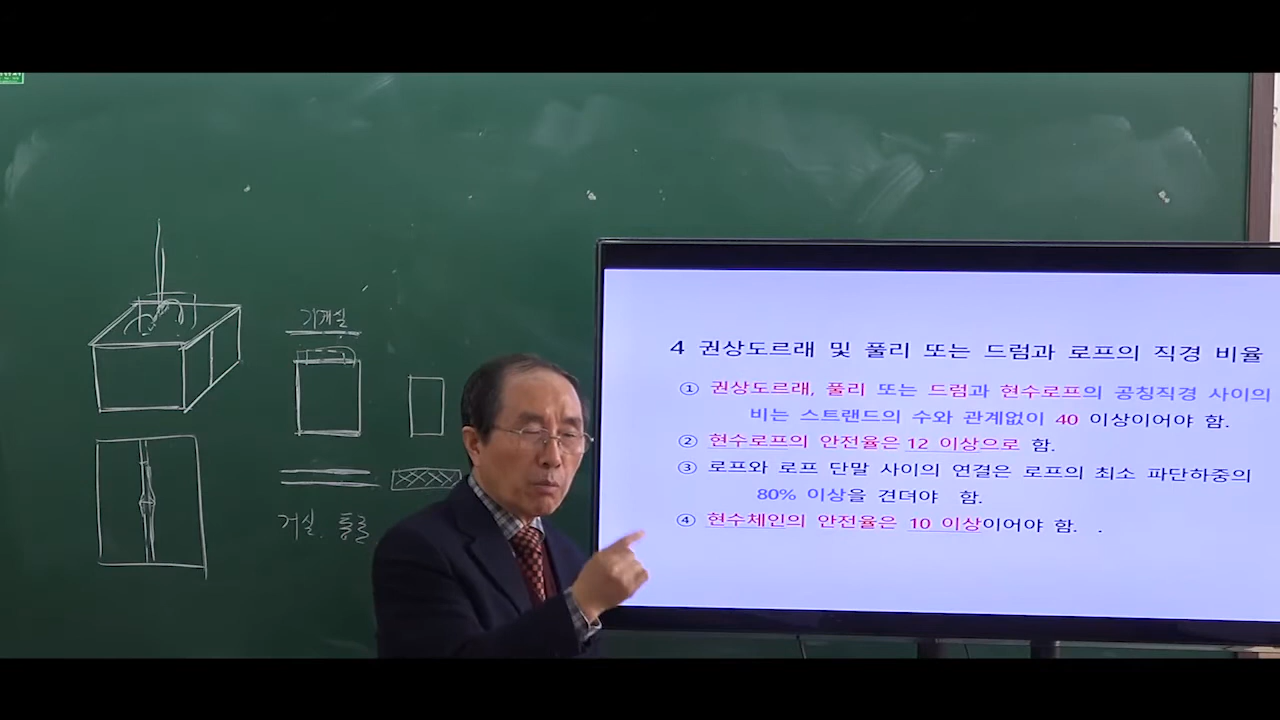 기계실
거실, 통로
4 권상도르래 및 풀리 또는 드럼과 로프의 직경 비율
① 권상도르래, 풀리 또는 드럼과 현수로프의 공칭직경 사이의
비는 스트랜드의 수와 관계없이 40 이상이어야 함.
② 현수로프의 안전율은 12 이상으로 함.
③ 로프와 로프 단말 사이의 연결은 로프의 최소 파단하중의
80% 이상을 견뎌야 함.
④ 현수체인의 안전율은 10 이상이어야 함. .